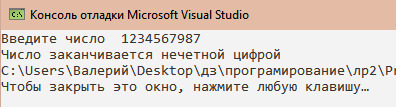 Консоль отладки Microsoft Visual Studio
Введите число  1234567987
Число заканчивается нечетной цифрой
C:\Users\Валерий\Desktop\дз\програмирование\лр2\Pr
Чтобы закрыть это окно, нажмите любую клавишу…